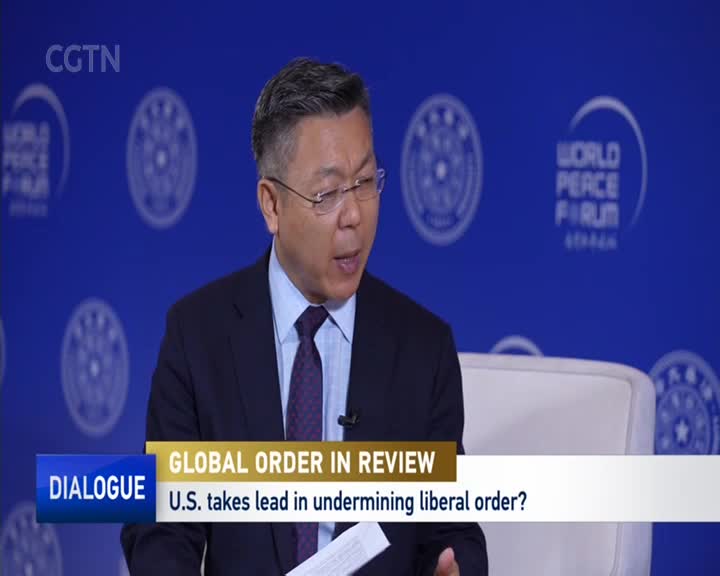 CGTN
WORLD
PEACE
FORUM
WORLD
PEACE
FORUM
GLOBAL ORDER IN REVIEW
DIALOGUE
U.S. takes lead in undermining liberal order?